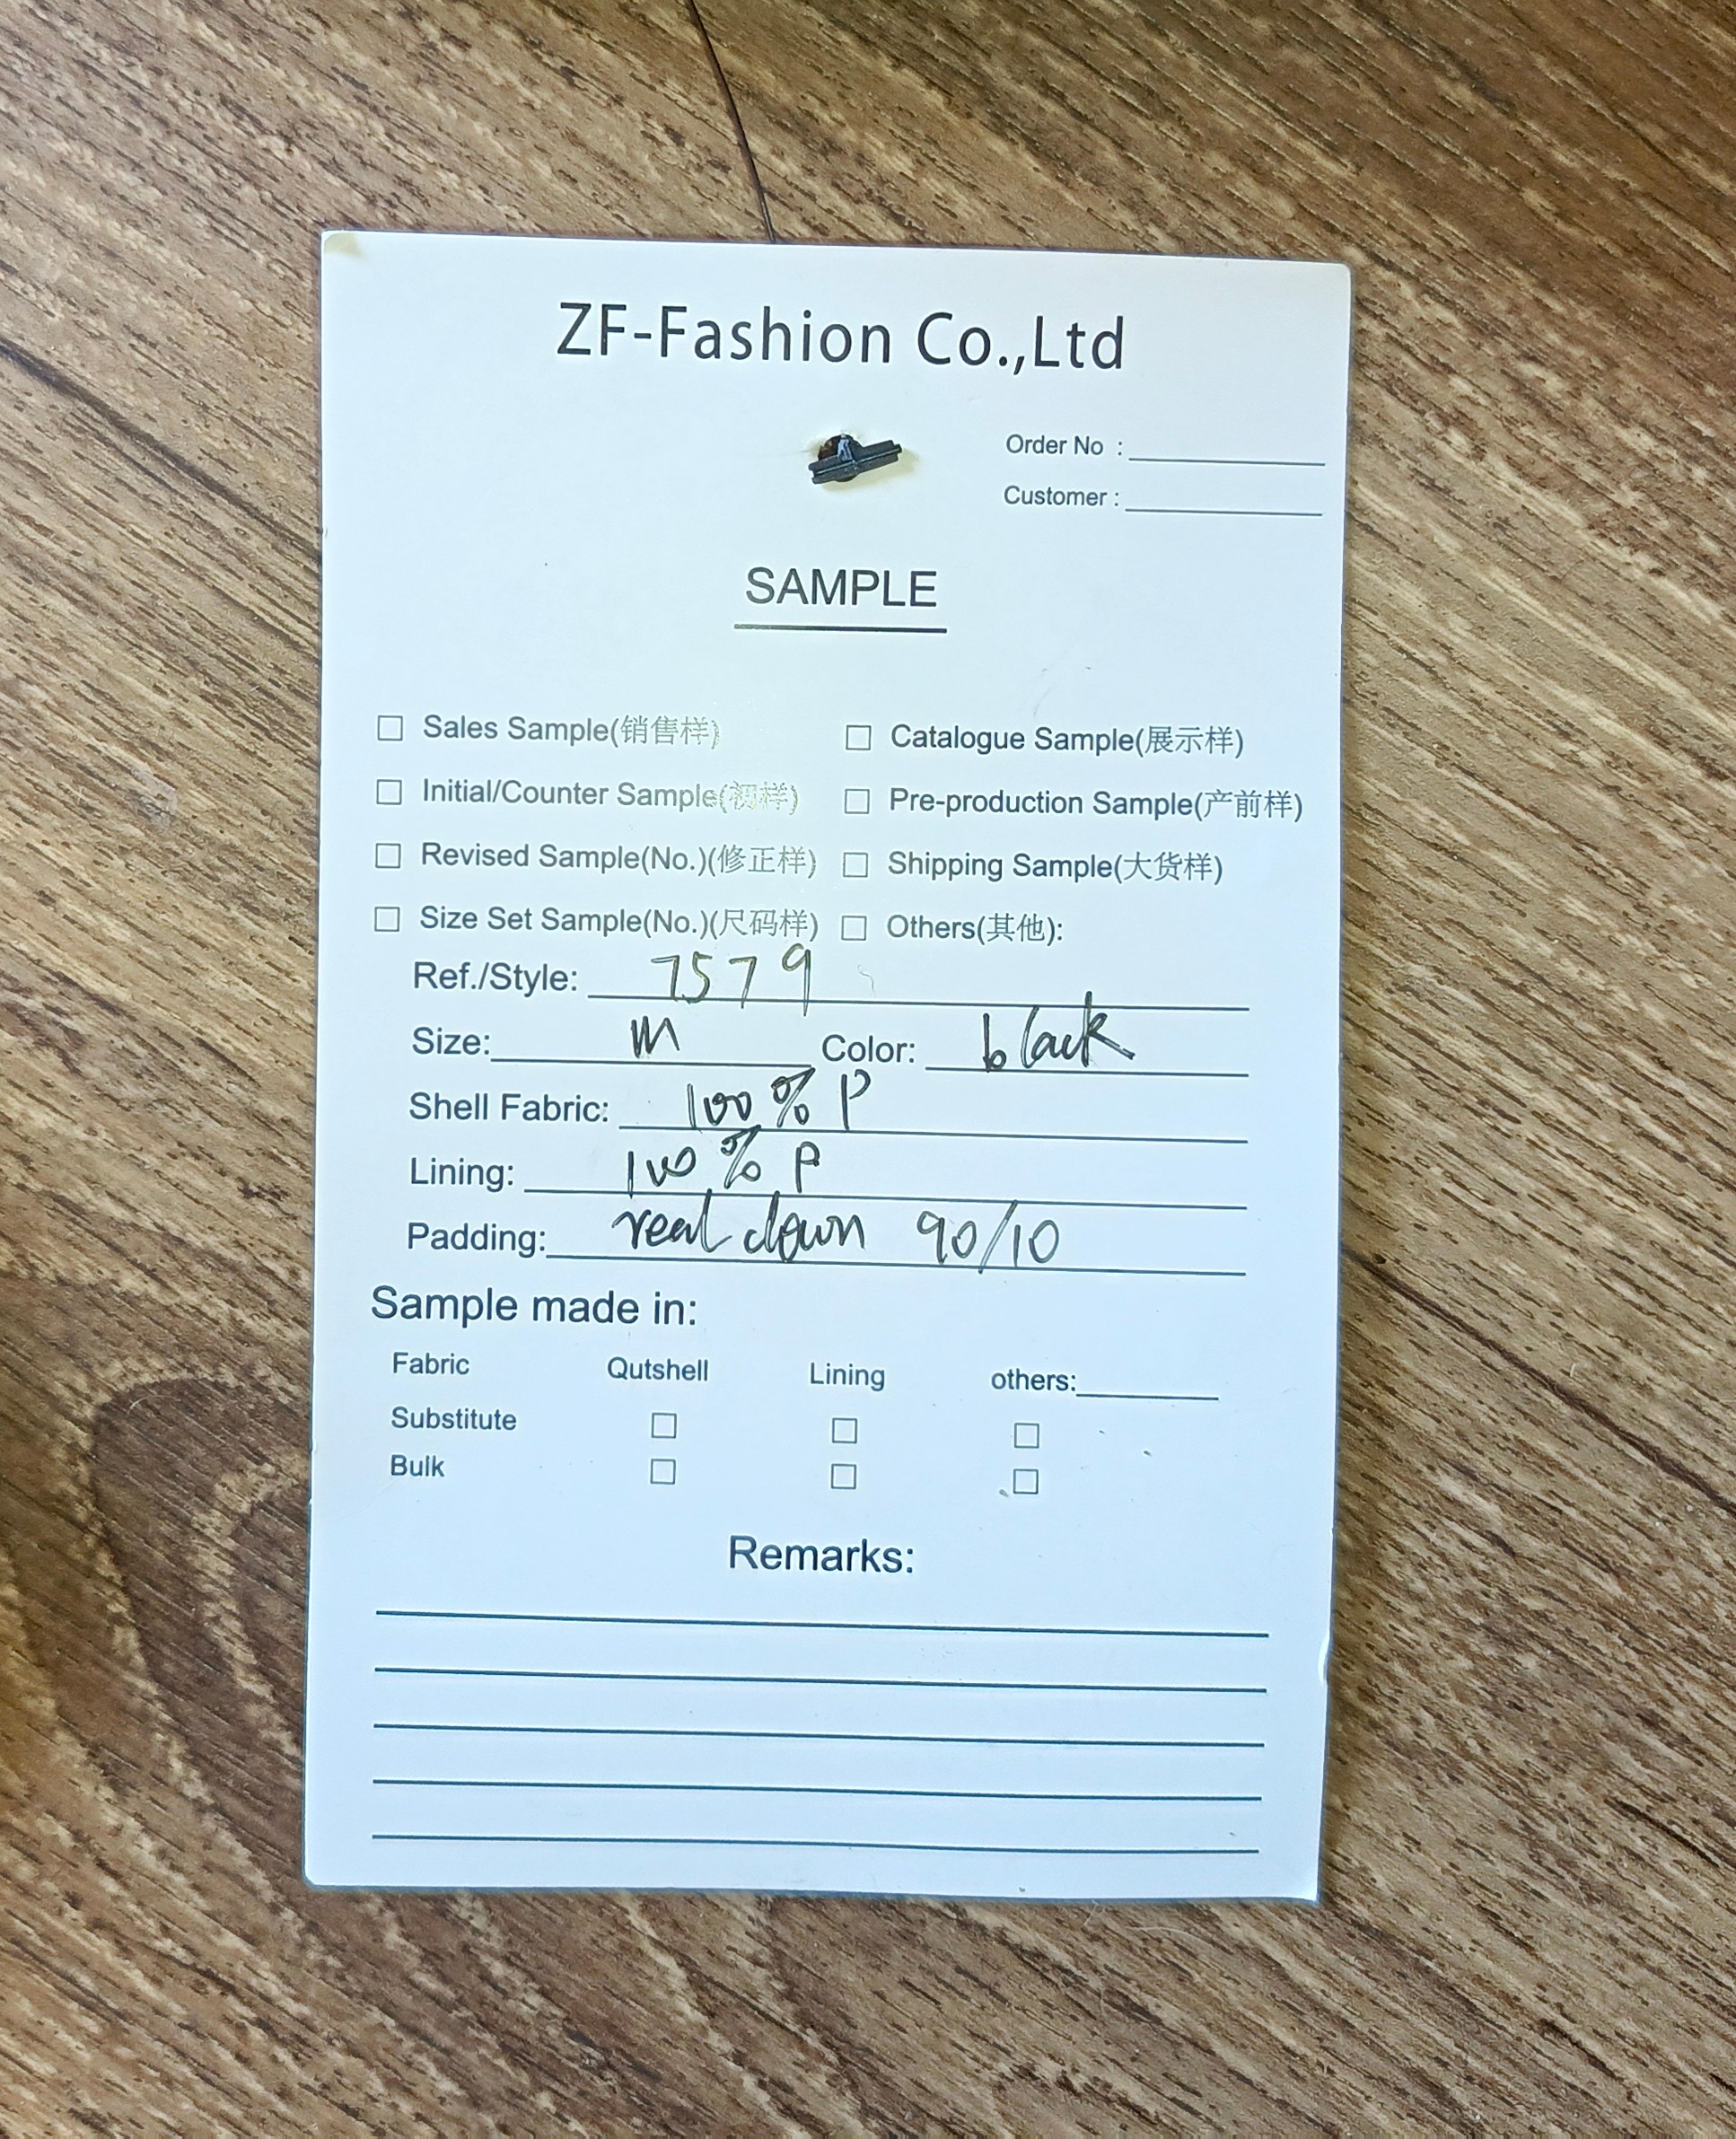 ZF-Fashion Co.,Ltd
Order No :
Customer :
SAMPLE
☐ Sales Sample(销售样) ☐ Catalogue Sample(展示样)
☐ Initial/Counter Sample(初样) ☐ Pre-production Sample(产前样)
☐ Revised Sample(No.)(修正样) ☐ Shipping Sample(大货样)
☐ Size Set Sample(No.)(尺码样) ☐ Others(其他):
Ref./Style: 7579
Size: M Color: black
Shell Fabric: 100% P
Lining: 100% P
Padding: real down 90/10
Sample made in:
Fabric Qutshell Lining others:
Substitute ☐ ☐ ☐
Bulk ☐ ☐ ☐
Remarks: